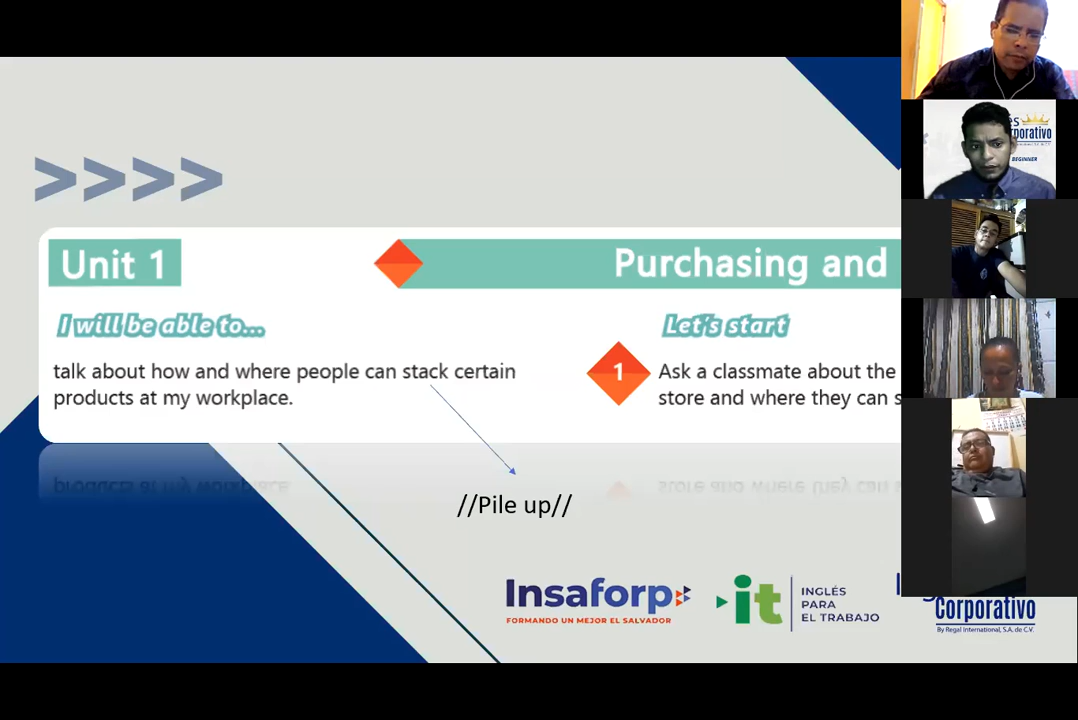 >>>>
Unit 1
Purchasing and
I will be able to...
Let's start
talk about how and where people can stack certain
products at my workplace.
1
Ask a classmate about the
store and where they can s
//Pile up//
Insaforp
FORMANDO UN MEJOR EL SALVADOR
it
INGLÉS
PARA
EL TRABAJO
Corporativo
By Regal International, S.A. de C.V.
és
rporativo
BEGINNER